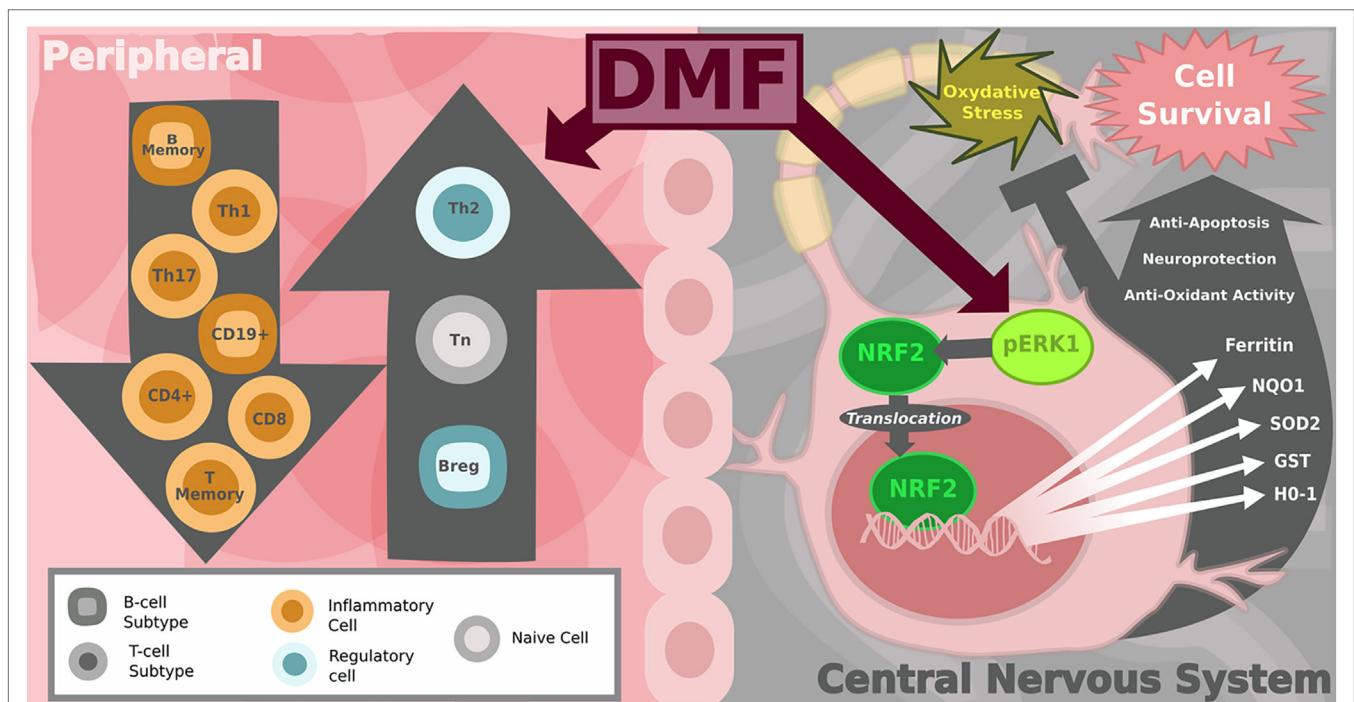 Peripheral
DMF
Oxydative
Stress
Cell
Survival
B
Memory
Th1
Th17
CD19+
CD4+
CD8
T
Memory
Th2
Tn
Breg
Anti-Apoptosis
Neuroprotection
Anti-Oxidant Activity
NRF2
pERK1
Translocation
NRF2
Ferritin
NQO1
SOD2
GST
H0-1
B-cell
Subtype
T-cell
Subtype
Inflammatory
Cell
Regulatory
cell
Naive Cell
Central Nervous System